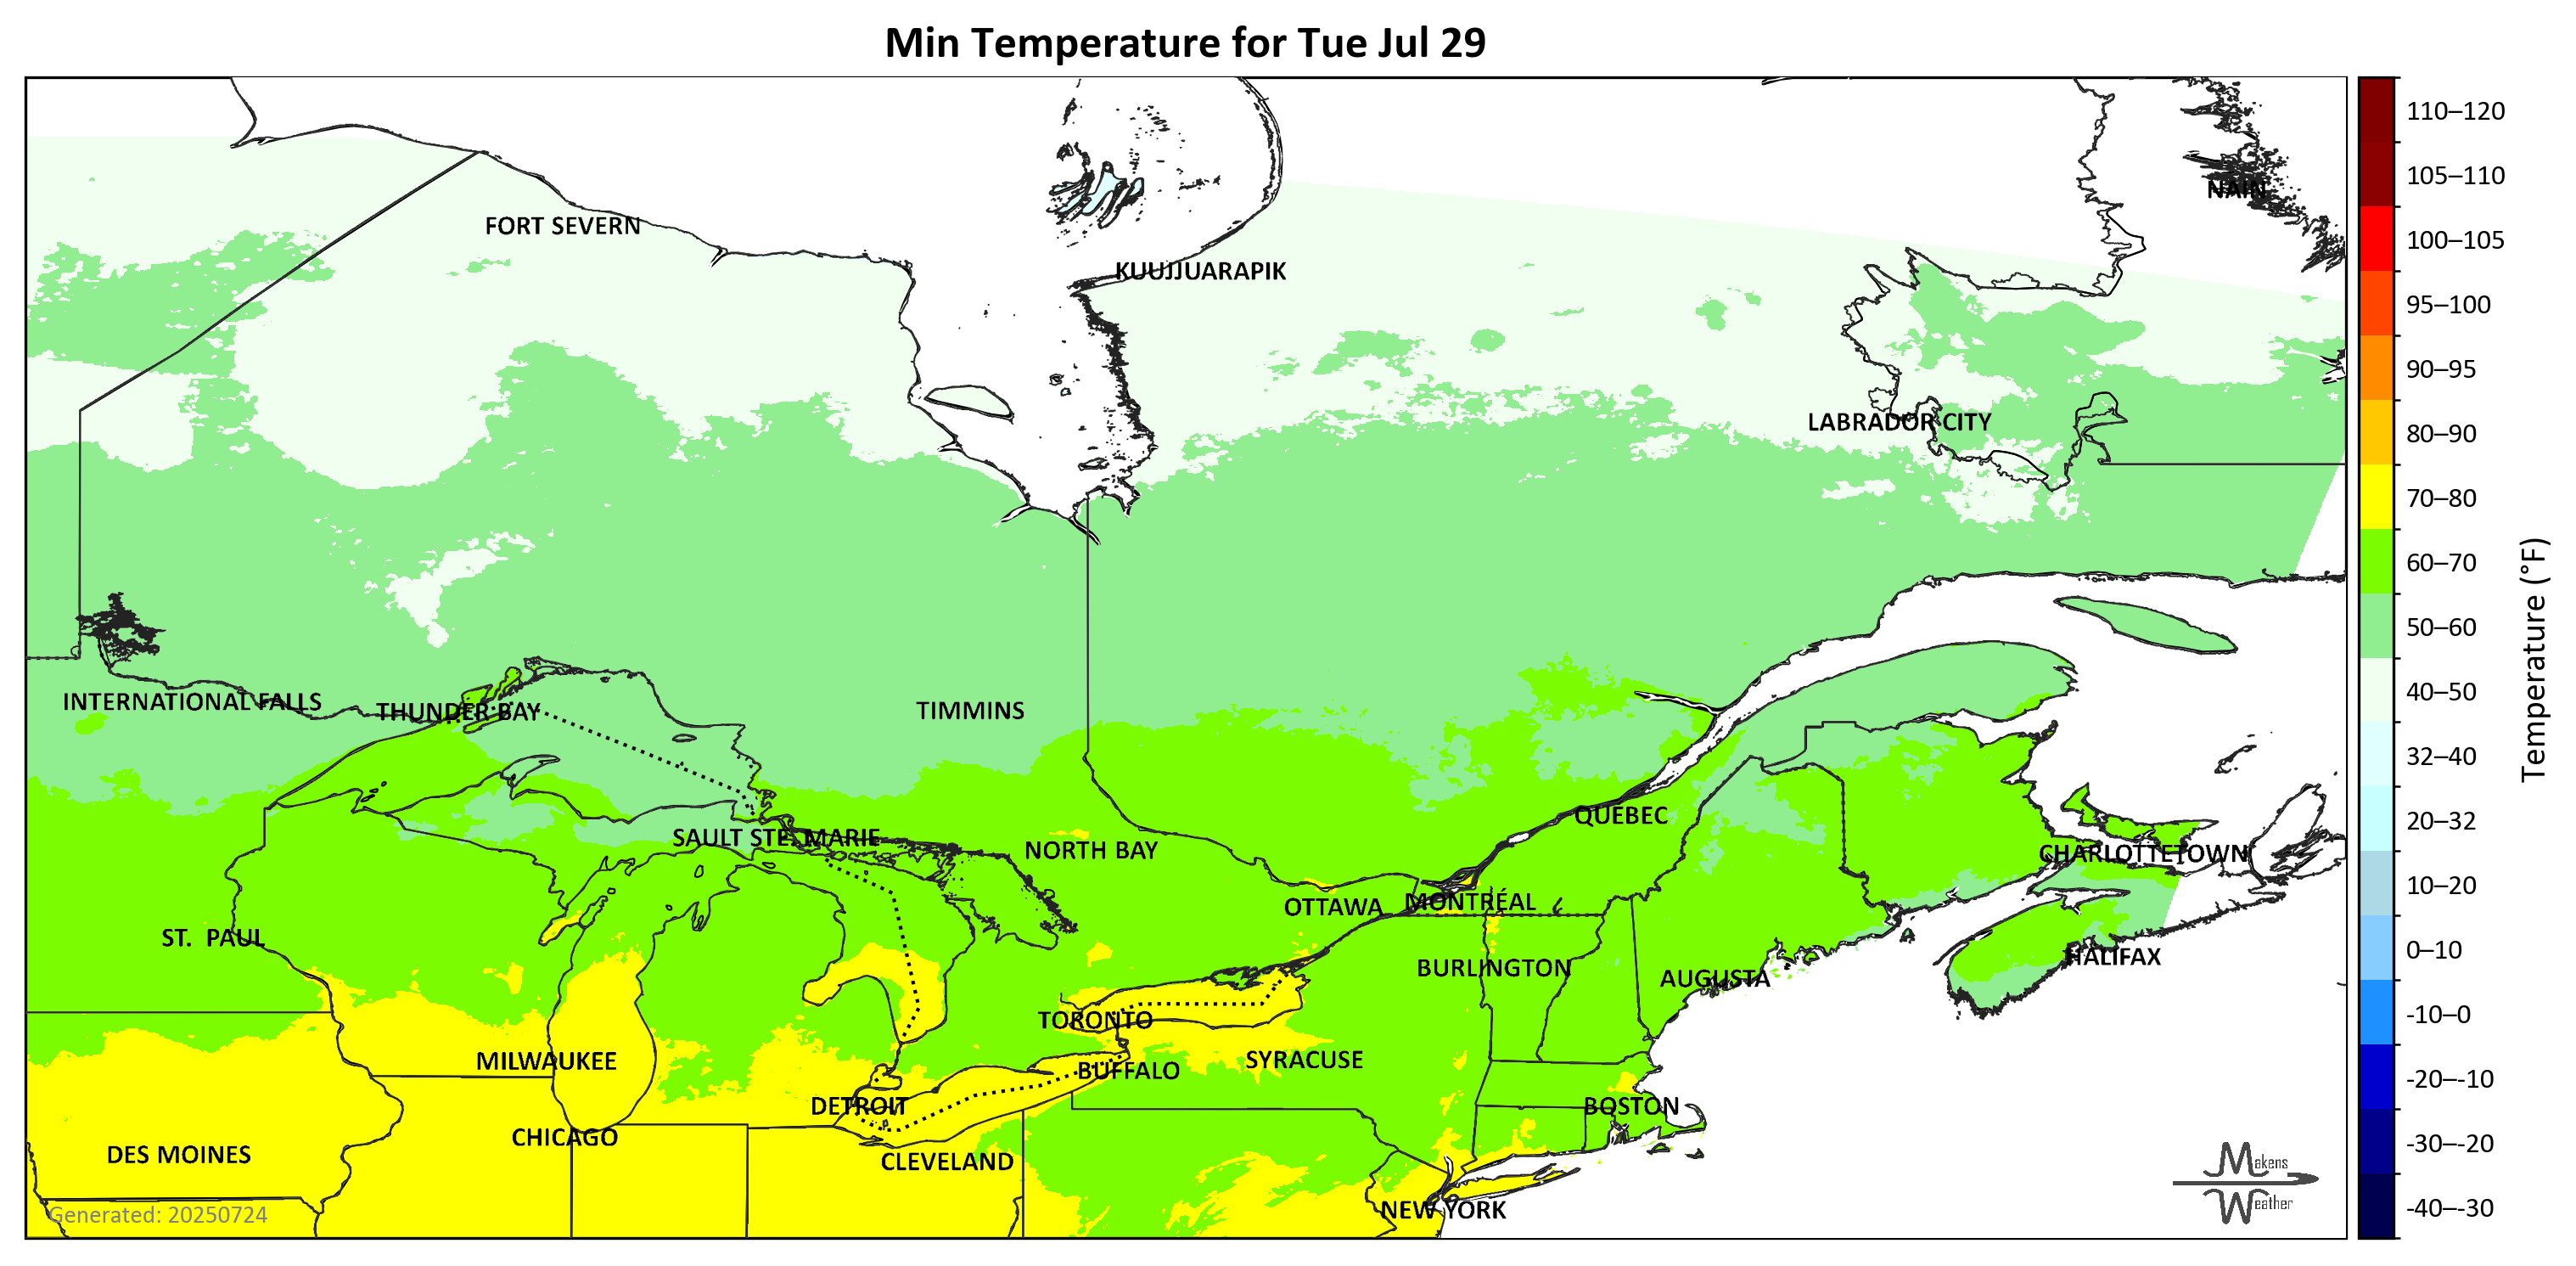 Min Temperature for Tue Jul 29
110–120
105–110
NAIN
FORT SEVERN
100–105
KUUJJUARAPIK
95–100
90–95
LABRADOR CITY
80–90
70–80
60–70
50–60
Temperature (°F)
INTERNATIONAL FALLS
THUNDER BAY
TIMMINS
40–50
32–40
QUÉBEC
20–32
SAULT STE. MARIE
NORTH BAY
CHARLOTTETOWN
10–20
OTTAWA
MONTRÉAL
ST. PAUL
0–10
HALIFAX
BURLINGTON
AUGUSTA
-10–0
TORONTO
MILWAUKEE
SYRACUSE
BUFFALO
-20–-10
DETROIT
BOSTON
CHICAGO
-30–-20
DES MOINES
CLEVELAND
Makens
Weather
NEW YORK
-40–-30
Generated: 20250724